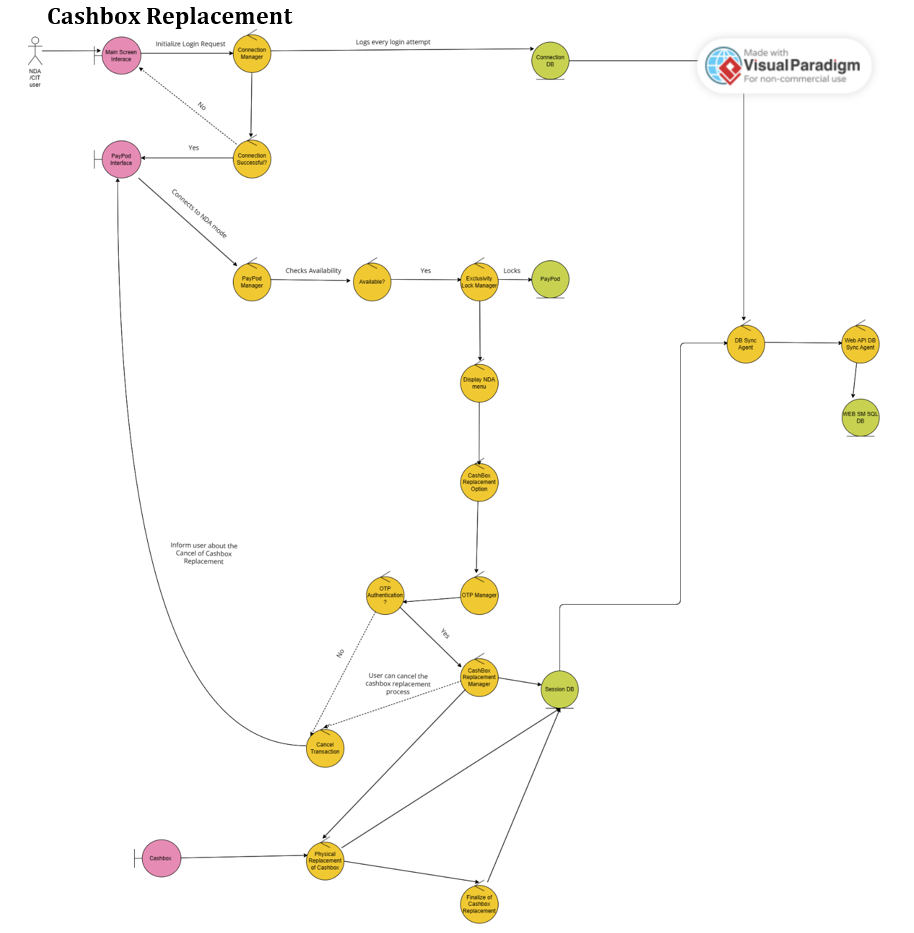 Cashbox Replacement
NDA
/CIT
user
Main Screen
Interace
Initialize Login Request
Connection
Manager
Logs every login attempt
Connection
DB
Made with
Visual Paradigm
For non-commercial use
No
PayPod
Interface
Yes
Connection
Successful?
Connects to NDA mode
PayPod
Manager
Checks Availability
Available?
Yes
Exclusivity
Lock Manager
Locks
PayPod
DB Sync
Agent
Web API DB
Sync Agent
Display NDA
menu
WEB SM SQL
DB
CashBox
Replacement
Option
Inform user about the
Cancel of Cashbox
Replacement
OTP
Authentication
?
OTP Manager
Yes
No
User can cancel the
cashbox replacement
process
CashBox
Replacement
Manager
Session DB
Cancel
Transaction
Cashbox
Physical
Replacement
of Cashbox
Finalize of
Cashbox
Replacement